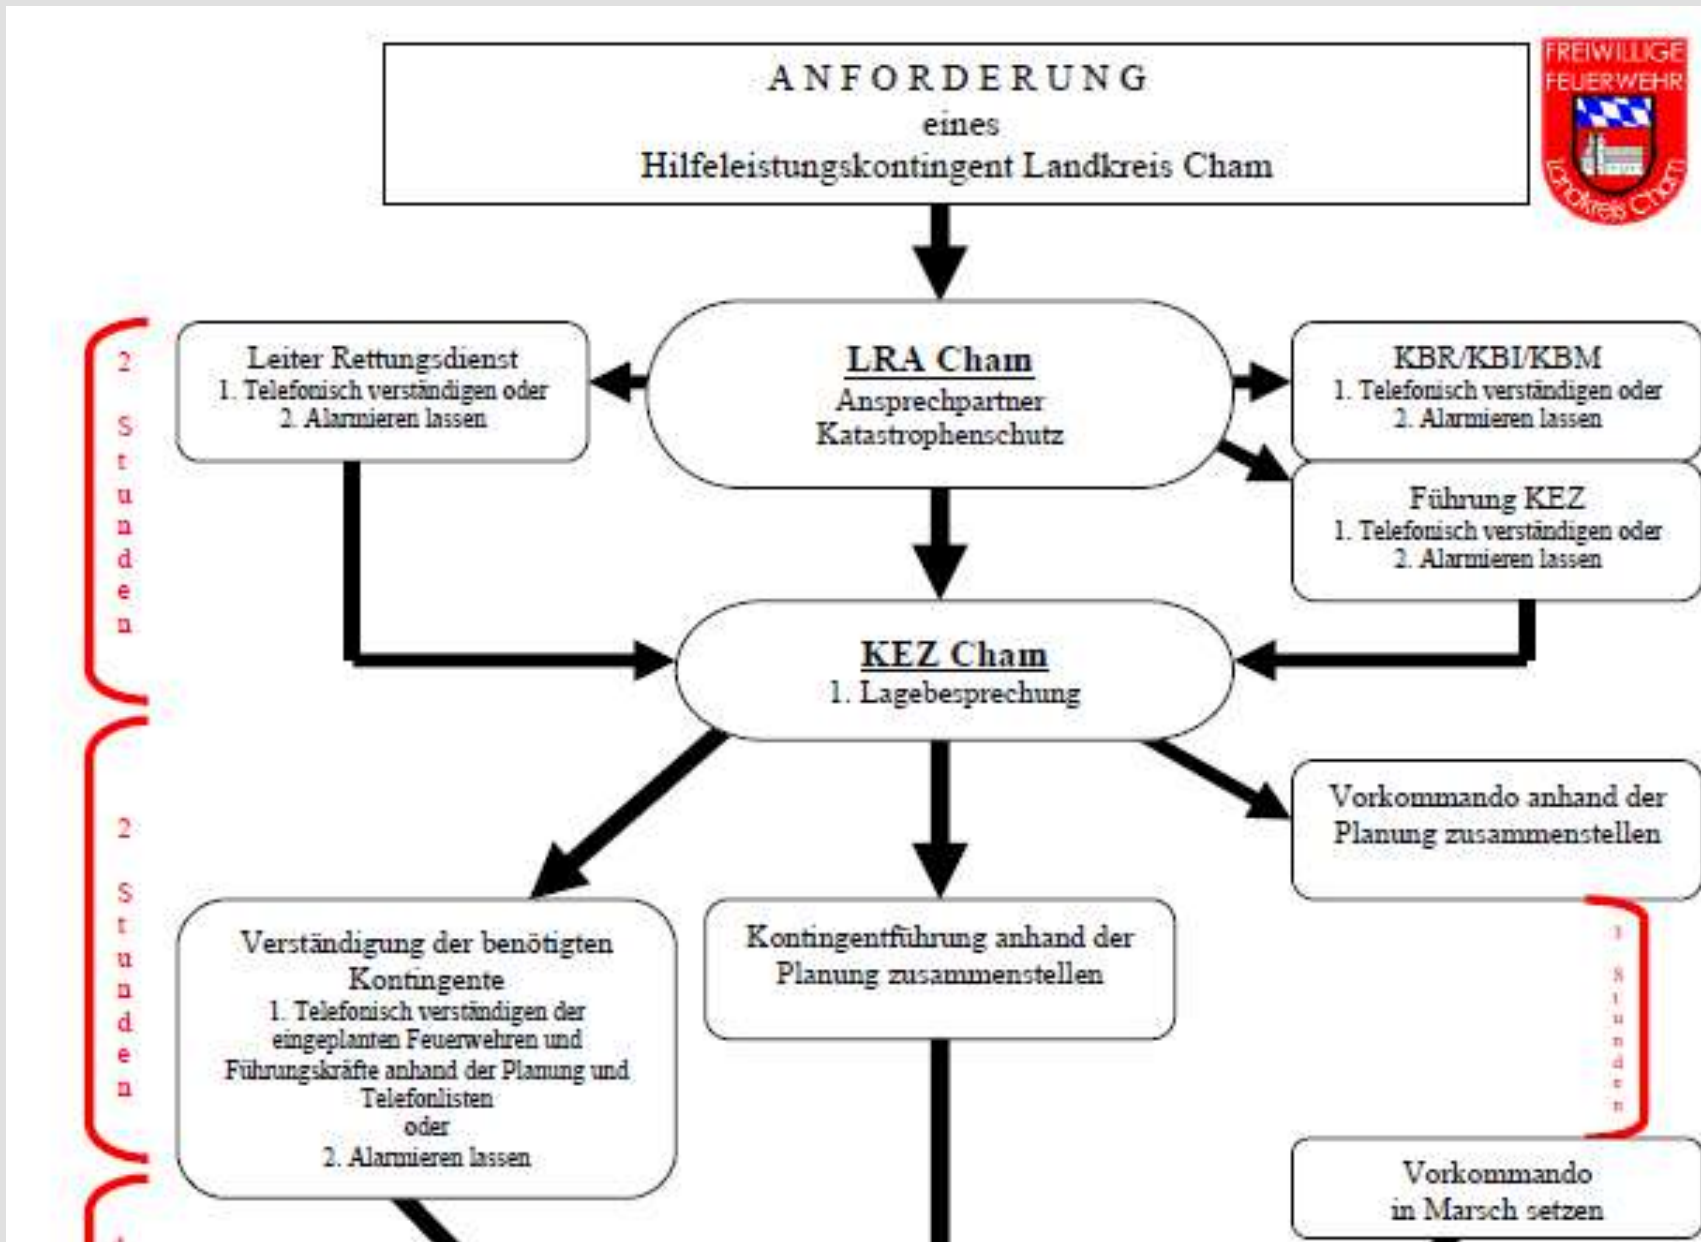 ANFORDERUNG
eines
Hilfeleistungskontingent Landkreis Cham
FREIWILLIGE
FEUERWEHR
Landkreis Cham
2 Stunden
Leiter Rettungsdienst
1. Telefonisch verständigen oder
2. Alarmieren lassen
LRA Cham
Ansprechpartner
Katastrophenschutz
KBR/KBI/KBM
1. Telefonisch verständigen oder
2. Alarmieren lassen
Führung KEZ
1. Telefonisch verständigen oder
2. Alarmieren lassen
KEZ Cham
1. Lagebesprechung
2 Stunden
Vorkommando anhand der
Planung zusammenstellen
Verständigung der benötigten
Kontingente
1. Telefonisch verständigen der
eingeplanten Feuerwehren und
Führungskräfte anhand der Planung und
Telefonlisten
oder
2. Alarmieren lassen
Kontingentführung anhand der
Planung zusammenstellen
Stunden
Vorkommando
in Marsch setzen